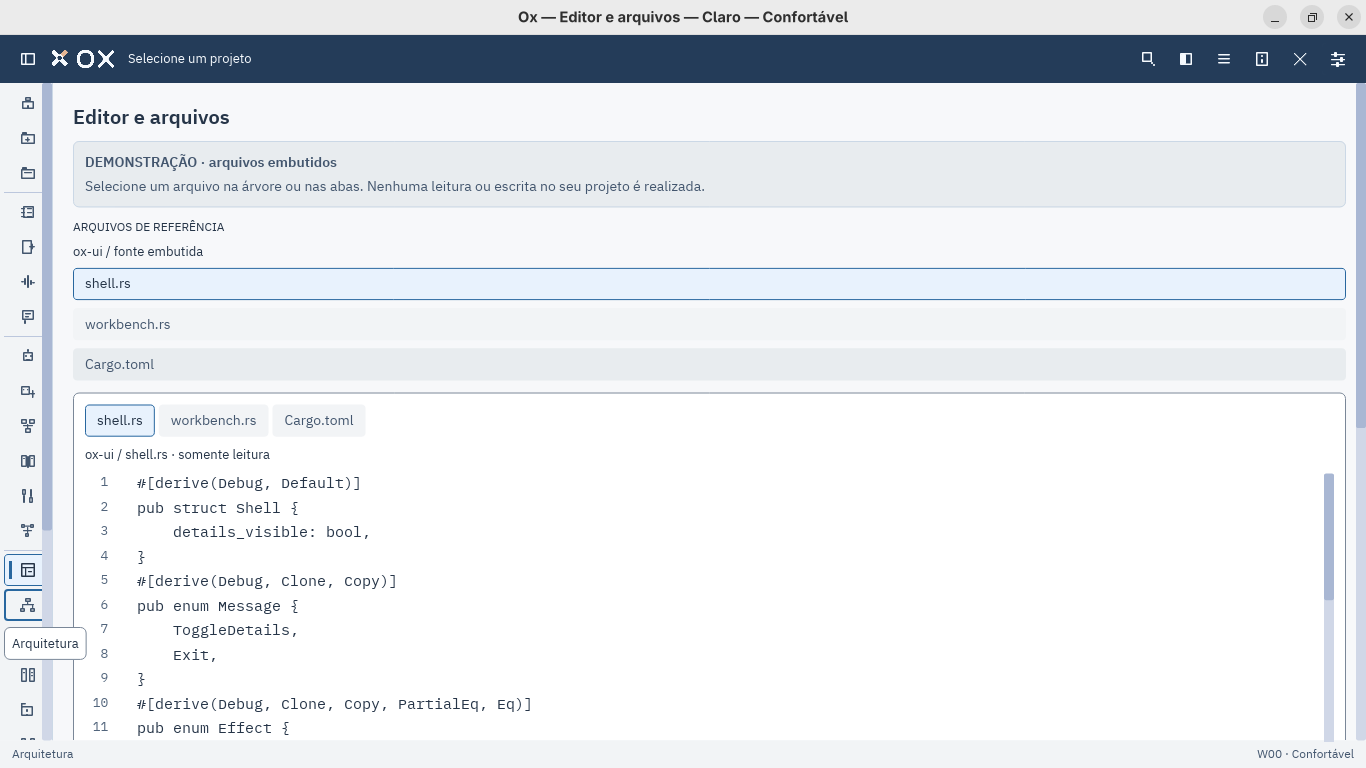 Ox — Editor e arquivos — Claro — Confortável
OX Selecione um projeto
Editor e arquivos
DEMONSTRAÇÃO · arquivos embutidos
Selecione um arquivo na árvore ou nas abas. Nenhuma leitura ou escrita no seu projeto é realizada.
ARQUIVOS DE REFERÊNCIA
ox-ui / fonte embutida
shell.rs
workbench.rs
Cargo.toml
shell.rs workbench.rs Cargo.toml
ox-ui / shell.rs · somente leitura
1 #[derive(Debug, Default)]
2 pub struct Shell {
3     details_visible: bool,
4 }
5 #[derive(Debug, Clone, Copy)]
6 pub enum Message {
7     ToggleDetails,
8     Exit,
9 }
10 #[derive(Debug, Clone, Copy, PartialEq, Eq)]
11 pub enum Effect {
Arquitetura
Arquitetura W00 · Confortável